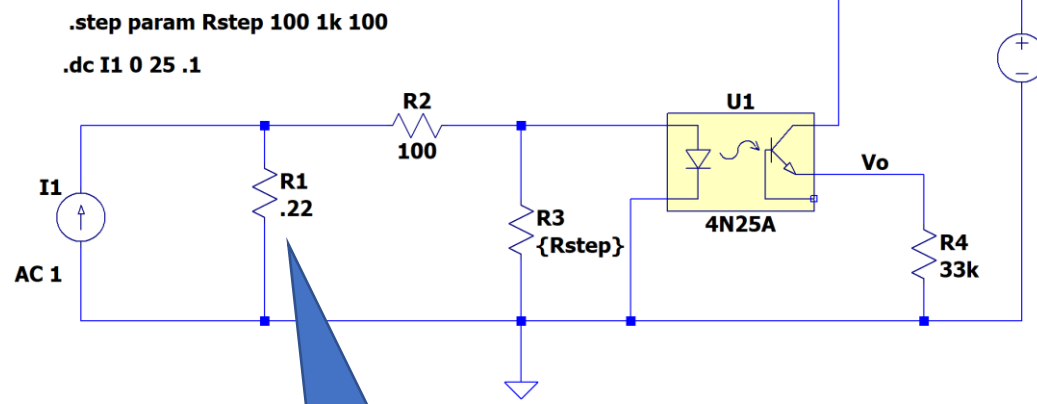 .step param Rstep 100 1k 100
.dc I1 0 25 .1
R2
100
U1
I1
R1
.22
Vo
R3
{Rstep}
4N25A
R4
33k
AC 1
+
–